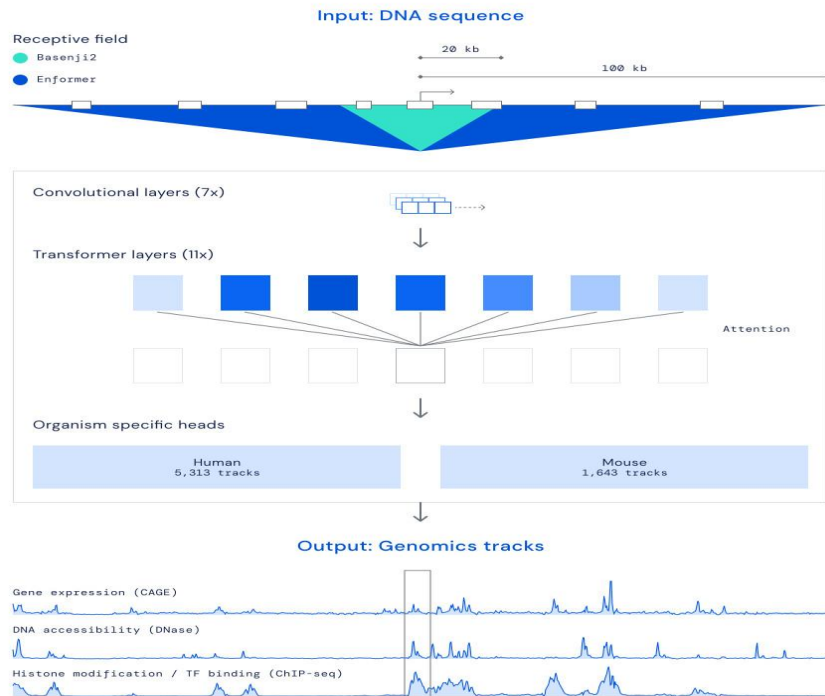 Input: DNA sequence
Receptive field
Basenji2
Enformer
20 kb
100 kb
Convolutional layers (7x)
Transformer layers (11x)
Attention
Organism specific heads
Human
5,313 tracks
Mouse
1,643 tracks
Output: Genomics tracks
Gene expression (CAGE)
DNA accessibility (DNase)
Histone modification / TF binding (ChIP-seq)